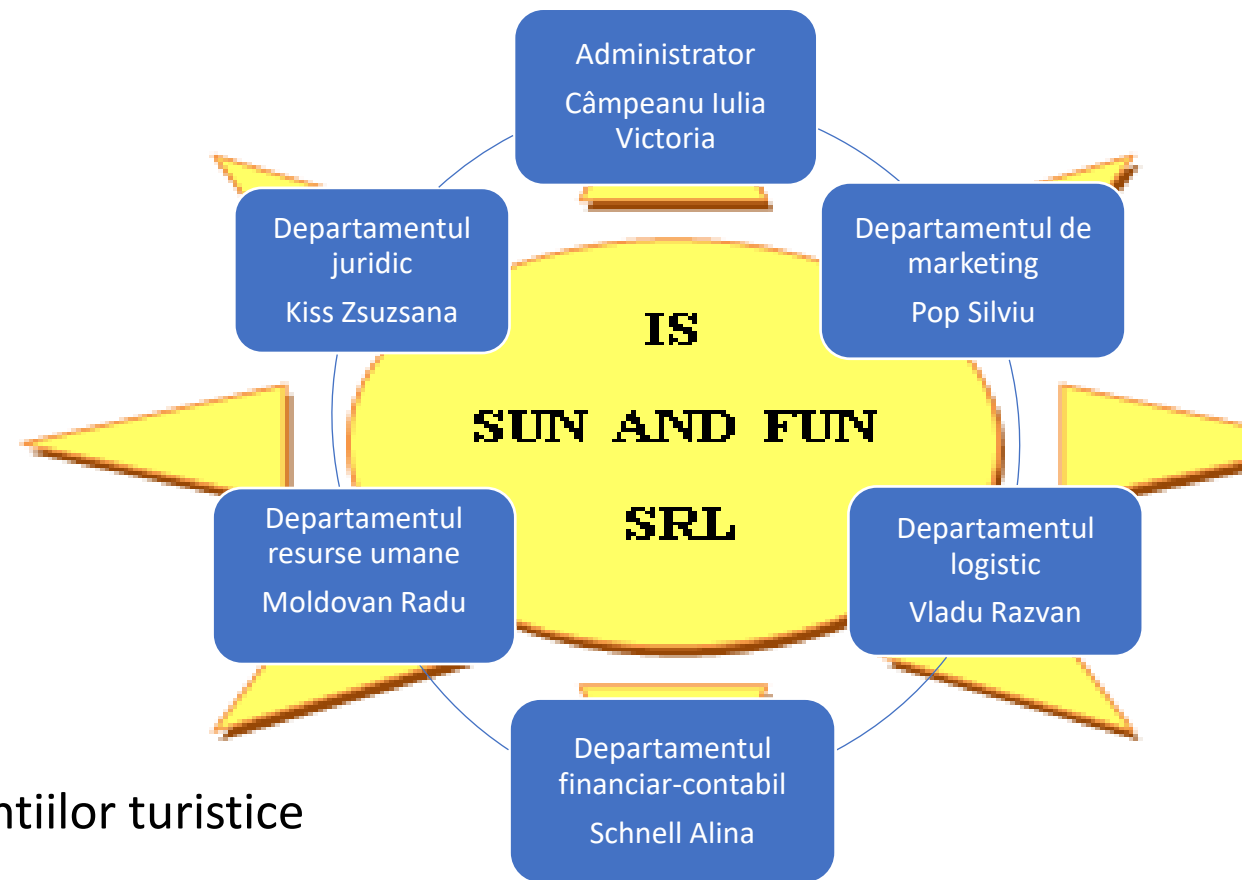 Administrator
Câmpeanu Iulia
Victoria
Departamentul
juridic
Kiss Zsuzsana
Departamentul de
marketing
Pop Silviu
IS
SUN AND FUN
SRL
Departamentul
resurse umane
Moldovan Radu
Departamentul
logistic
Vladu Razvan
Departamentul
financiar-contabil
Schnell Alina
ntiilor turistice